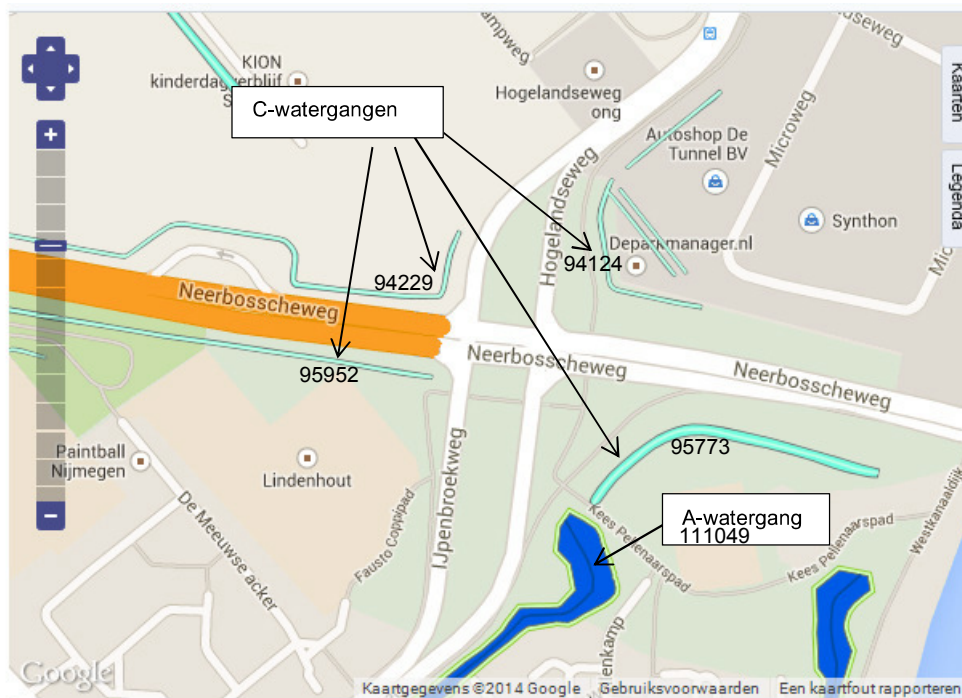 KION
kinderdagverblijf
Hogelandseweg
ong
C-watergangen
Autoshop De
Tunnel BV
Microweg
Synthon
Kaarten
Legenda
Hogelandseweg
Deparkmanager.nl
94229
94124
Neerbosscheweg
95952
Neerbosscheweg
Neerbosscheweg
Paintball
Nijmegen
Lindenhout
95773
A-watergang
111049
De Meeuwse acker
Fausto Coppipad
IJpenbroekweg
Kees Pellenaarspad
Kees Pellenaarspad
Westkanaaldijk
Google
Kaartgegevens ©2014 Google Gebruiksvoorwaarden Een kaartfout rapporteren